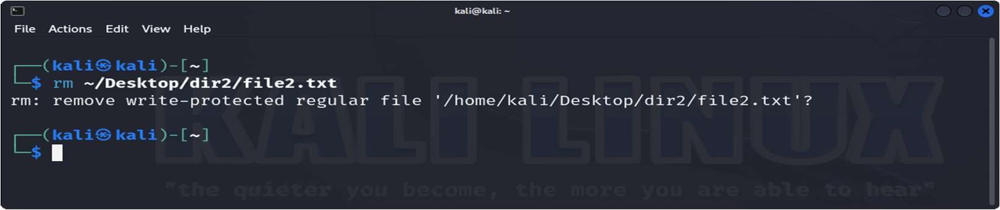 kali@kali: ~
File Actions Edit View Help
┌──(kali㉿kali)-[~]
└─$ rm ~/Desktop/dir2/file2.txt
rm: remove write-protected regular file '/home/kali/Desktop/dir2/file2.txt'?
┌──(kali㉿kali)-[~]
└─$
KALI LINUX
"the quieter you become, the more you are able to hear"